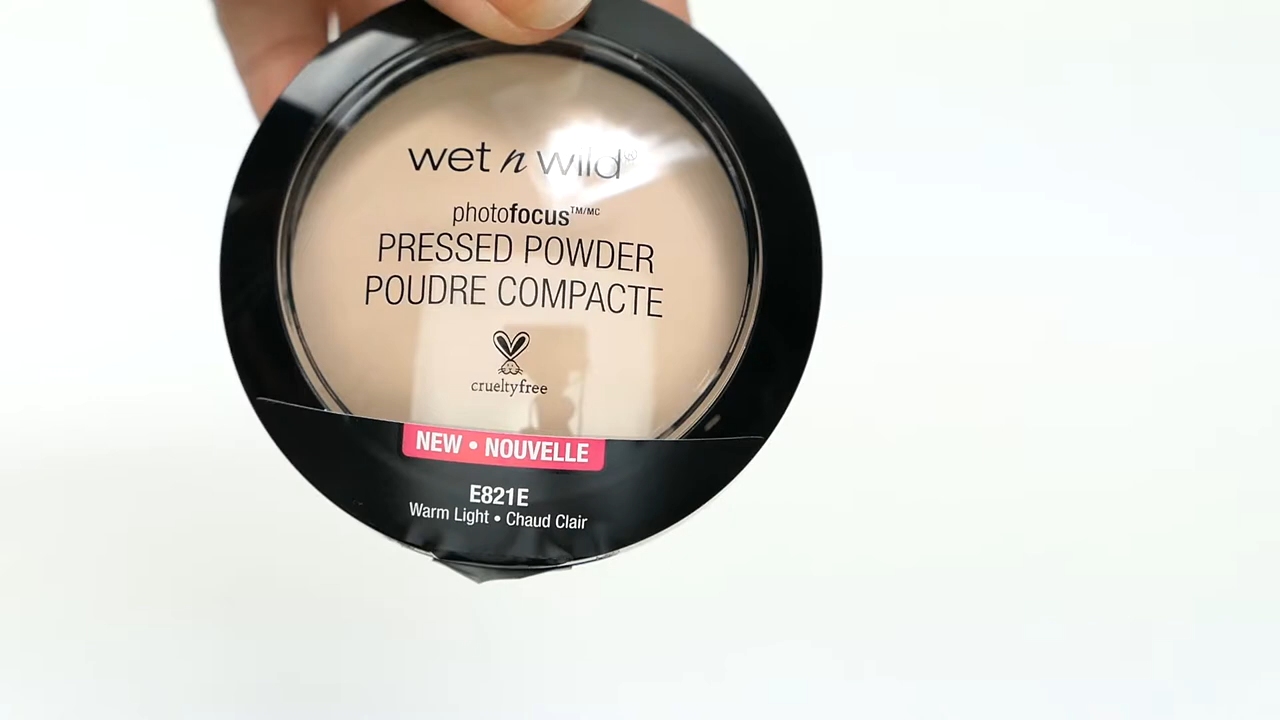 wet n wild
photofocus™/MC
PRESSED POWDER
POUDRE COMPACTE
crueltyfree
NEW • NOUVELLE
E821E
Warm Light • Chaud Clair